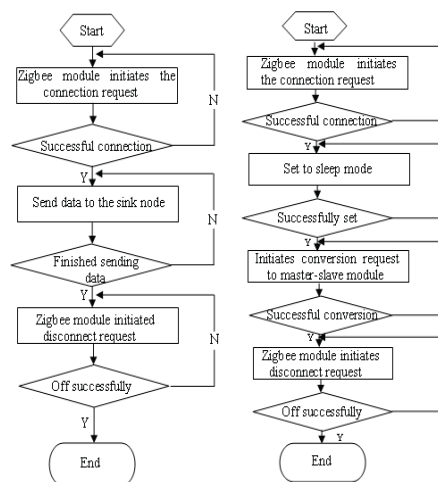 Start
Zigbee module initiates the
connection request
N
Successful connection
Y
Send data to the sink node
N
Finished sending
data
Y
Zigbee module initiated
disconnect request
N
Off successfully
Y
End
Start
Zigbee module initiates
the connection request
Successful connection
Y
Set to sleep mode
Successfully set
Y
Initiates conversion request
to master-slave module
Successful conversion
Y
Zigbee module initiates
disconnect request
Off successfully
Y
End